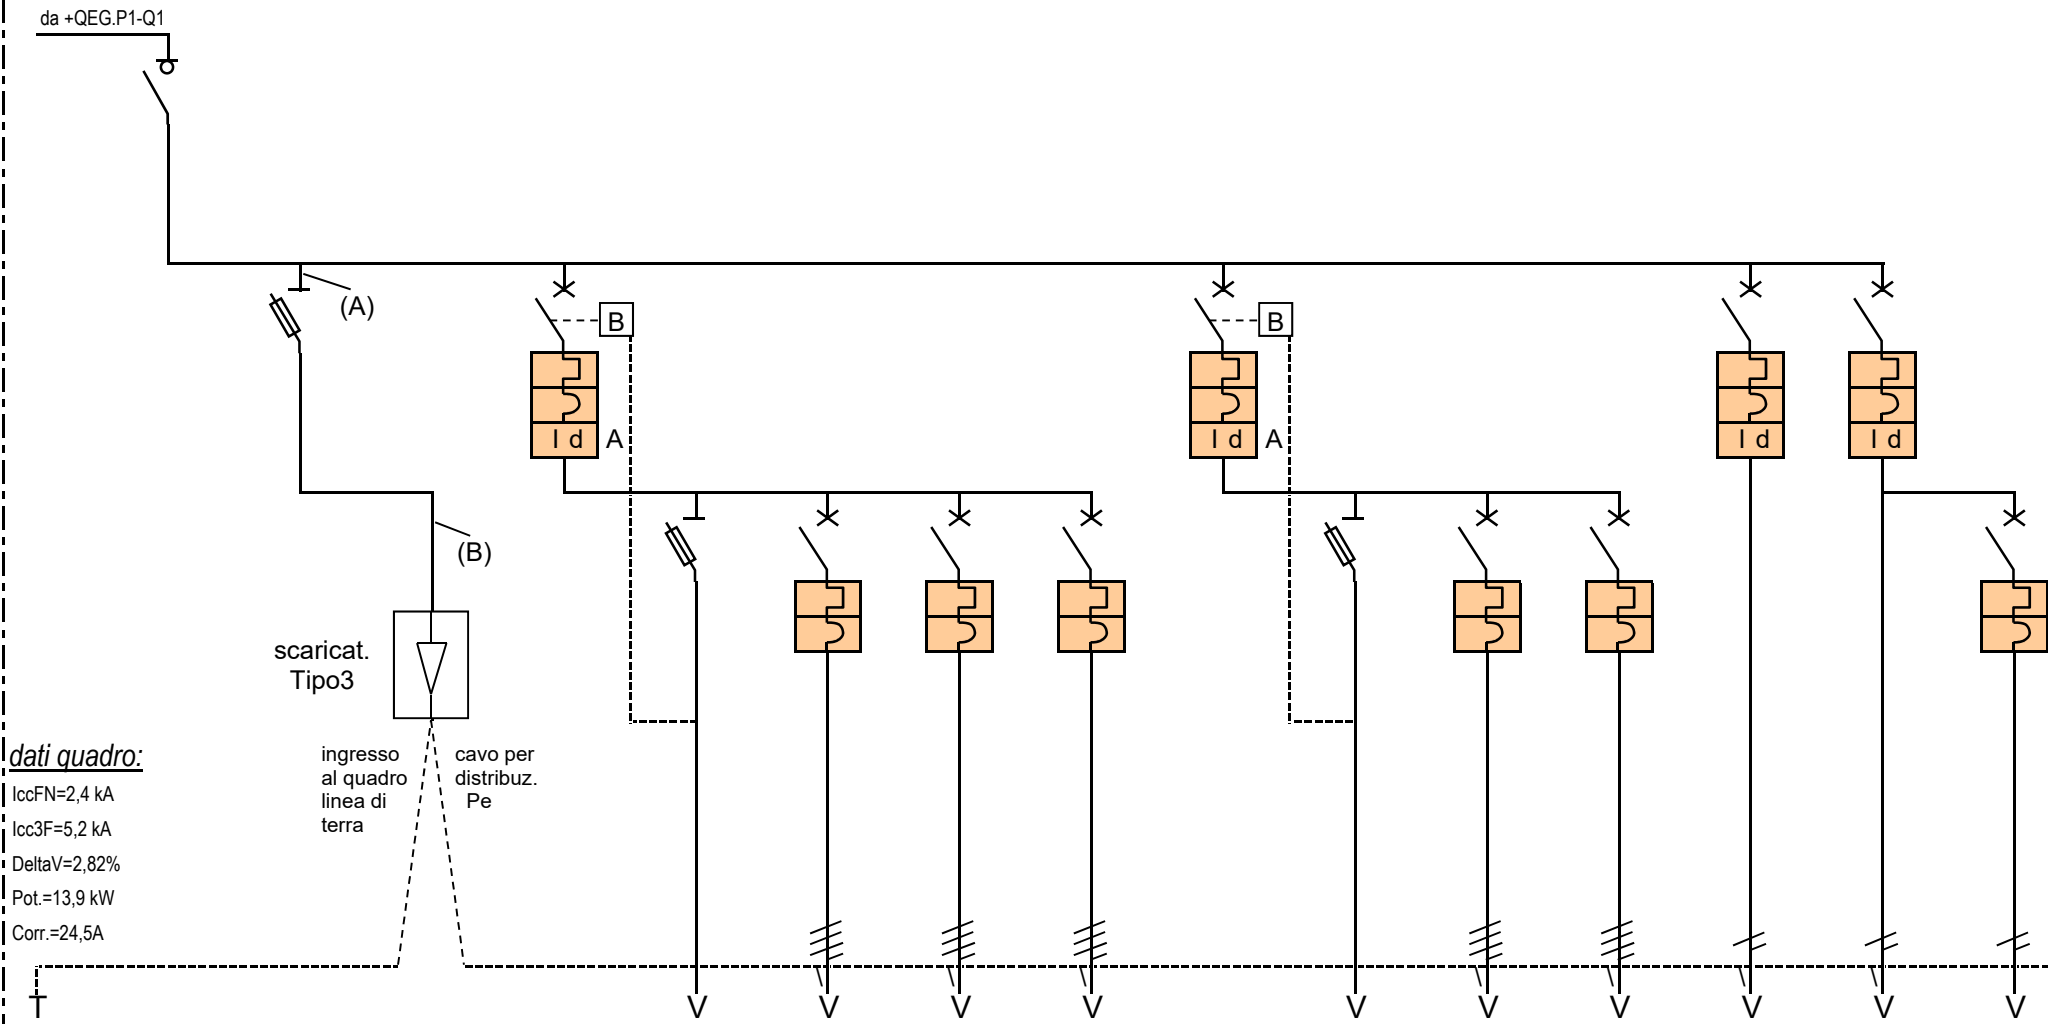 da +QEG.P1-Q1
(A)
B
B
I d
A
I d
A
I d
I d
(B)
scaricat.
Tipo3
dati quadro:
IccFN=2,4 kA
Icc3F=5,2 kA
DeltaV=2,82%
Pot.=13,9 kW
Corr.=24,5A
ingresso
al quadro
linea di
terra
cavo per
distribuz.
Pe
T
V
V
V
V
V
V
V
V
V
V